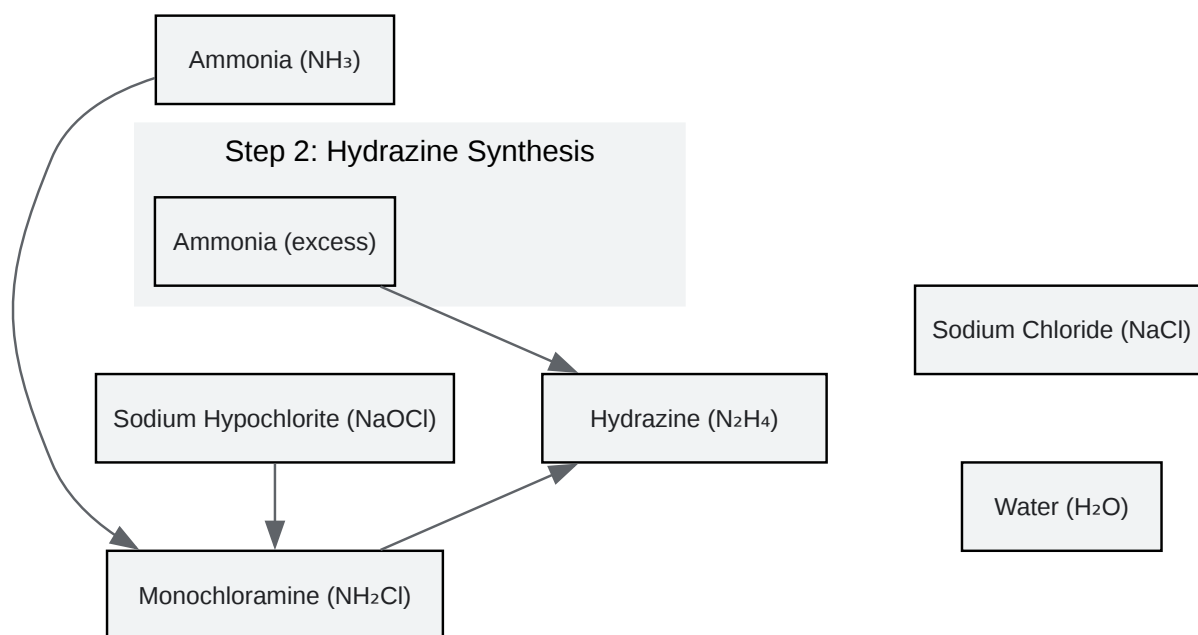 Ammonia (NH₃)
Step 2: Hydrazine Synthesis
Ammonia (excess)
Sodium Chloride (NaCl)
Sodium Hypochlorite (NaOCl)
Hydrazine (N₂H₄)
Water (H₂O)
Monochloramine (NH₂Cl)